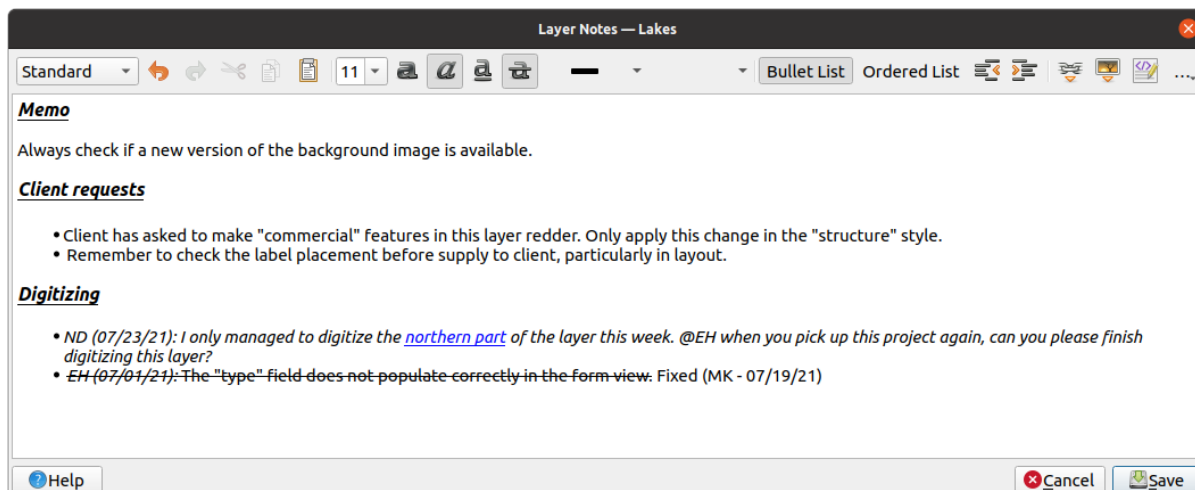 Layer Notes — Lakes
Standard 11 a a a a Bullet List Ordered List ...
Memo
Always check if a new version of the background image is available.
Client requests
• Client has asked to make "commercial" features in this layer redder. Only apply this change in the "structure" style.
• Remember to check the label placement before supply to client, particularly in layout.
Digitizing
• ND (07/23/21): I only managed to digitize the northern part of the layer this week. @EH when you pick up this project again, can you please finish
digitizing this layer?
• EH (07/01/21): The "type" field does not populate correctly in the form view. Fixed (MK - 07/19/21)
Help Cancel Save